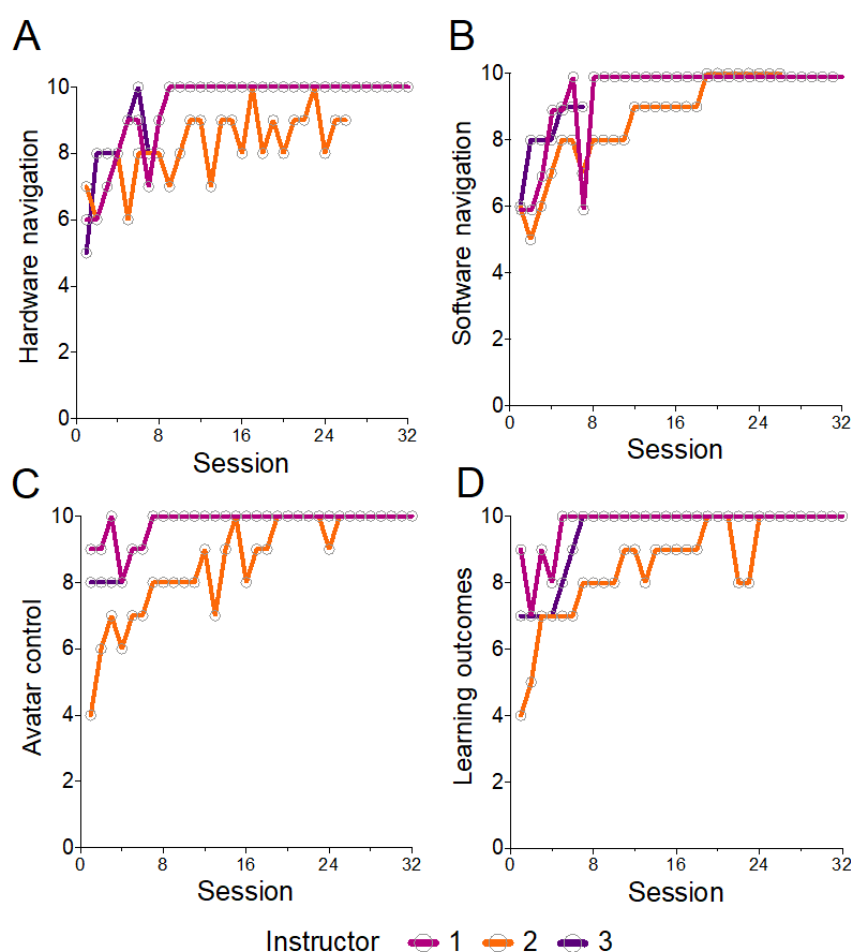 A
B
Hardware navigation
10
8
6
4
2
0
0 8 16 24 32
Session
Software navigation
10
8
6
4
2
0
0 8 16 24 32
Session
C
D
Avatar control
10
8
6
4
2
0
0 8 16 24 32
Session
Learning outcomes
10
8
6
4
2
0
0 8 16 24 32
Session
Instructor 1 2 3